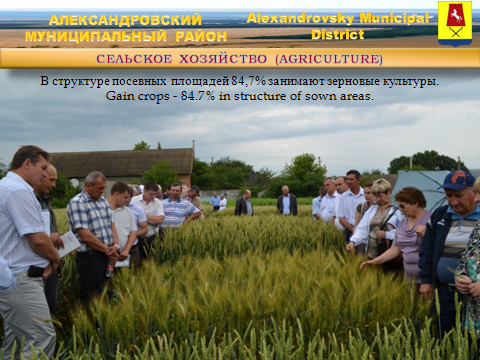 АЛЕКСАНДРОВСКИЙ
МУНИЦИПАЛЬНЫЙ РАЙОН
Alexandrovsky Municipal
District
СЕЛЬСКОЕ ХОЗЯЙСТВО (AGRICULTURE)
В структуре посевных площадей 84,7% занимают зерновые культуры.
Gain crops - 84.7% in structure of sown areas.